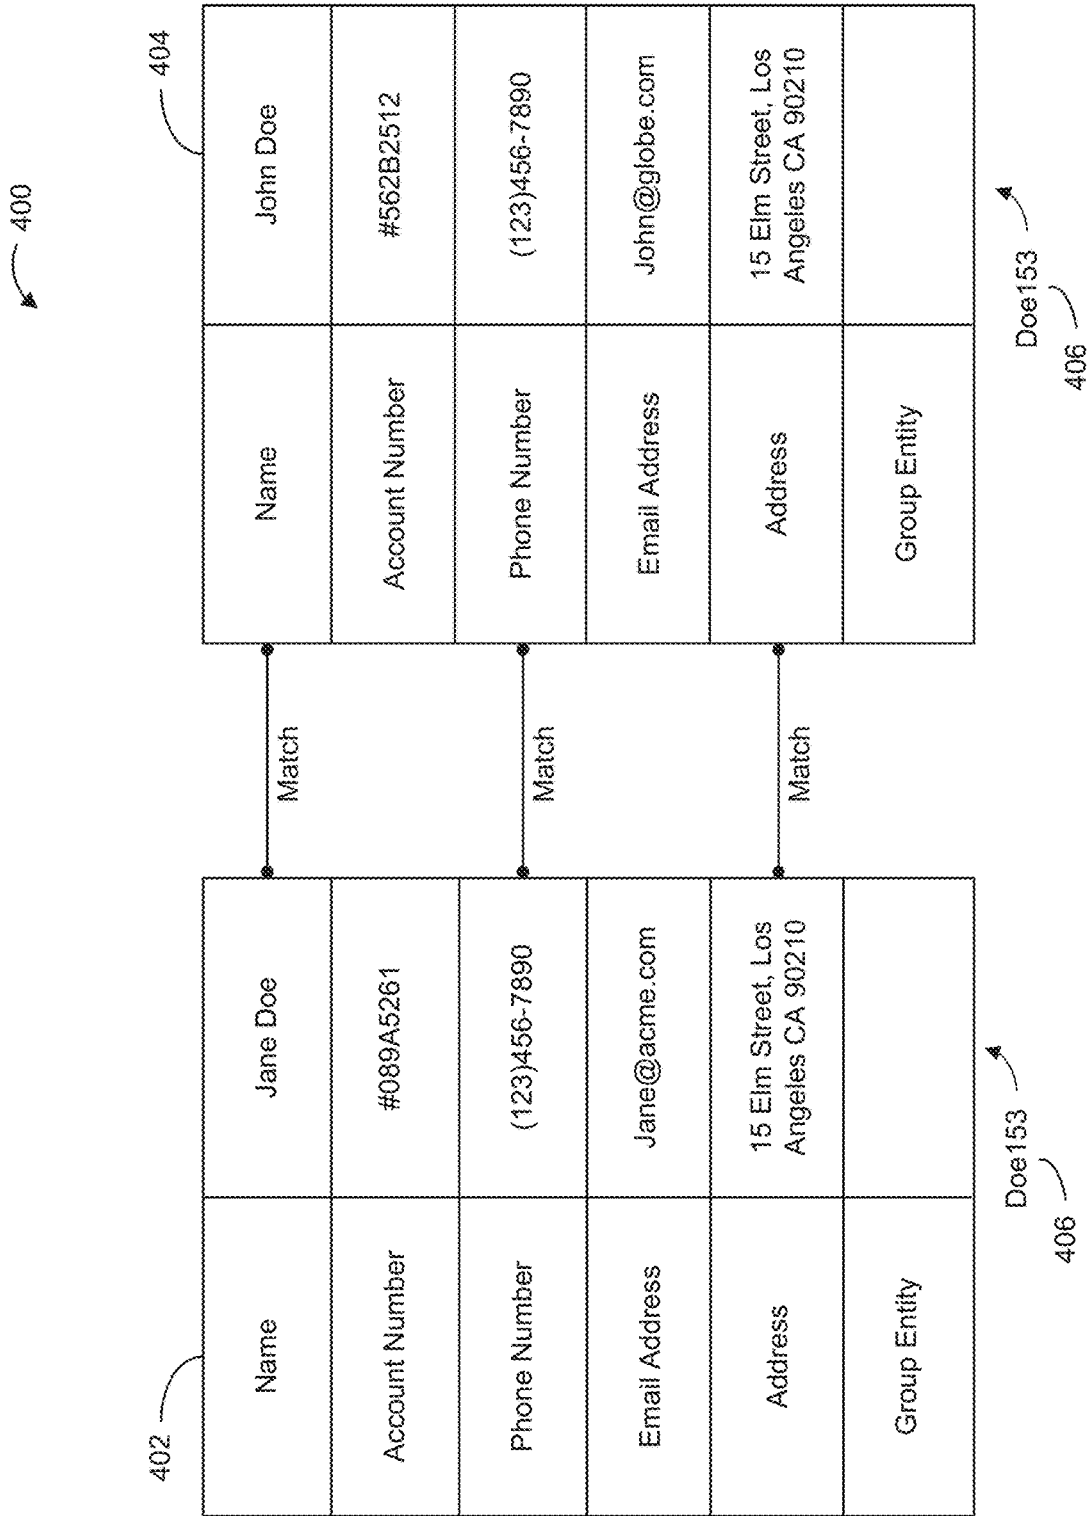 400
402
404
Name
Jane Doe
Account Number
#089A5261
Phone Number
(123)456-7890
Email Address
Jane@acme.com
Address
15 Elm Street, Los
Angeles CA 90210
Group Entity
Doe153
406
Match
Match
Match
Name
John Doe
Account Number
#562B2512
Phone Number
(123)456-7890
Email Address
John@globe.com
Address
15 Elm Street, Los
Angeles CA 90210
Group Entity
Doe153
406